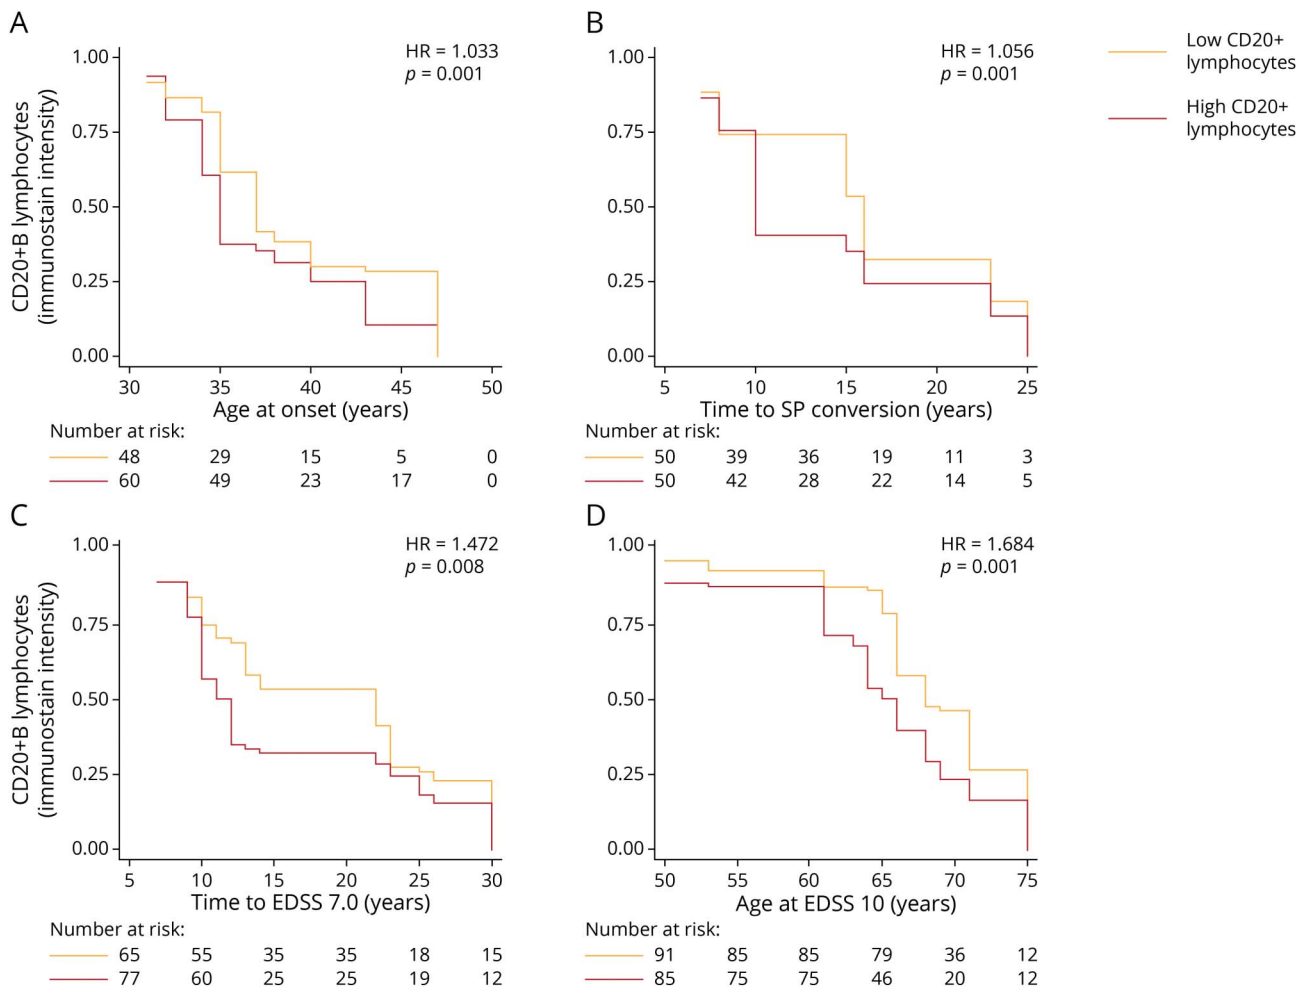 A
CD20+B lymphocytes
(immunostain intensity)
1.00
0.75
0.50
0.25
0.00
HR = 1.033
p = 0.001
30 35 40 45 50
Age at onset (years)
Number at risk:
48 29 15 5 0
60 49 23 17 0
B
1.00
0.75
0.50
0.25
0.00
HR = 1.056
p = 0.001
5 10 15 20 25
Time to SP conversion (years)
Number at risk:
50 39 36 19 11 3
50 42 28 22 14 5
Low CD20+
lymphocytes
High CD20+
lymphocytes
C
CD20+B lymphocytes
(immunostain intensity)
1.00
0.75
0.50
0.25
0.00
HR = 1.472
p = 0.008
5 10 15 20 25 30
Time to EDSS 7.0 (years)
Number at risk:
65 55 35 35 18 15
77 60 25 25 19 12
D
1.00
0.75
0.50
0.25
0.00
HR = 1.684
p = 0.001
50 55 60 65 70 75
Age at EDSS 10 (years)
Number at risk:
91 85 85 79 36 12
85 75 75 46 20 12